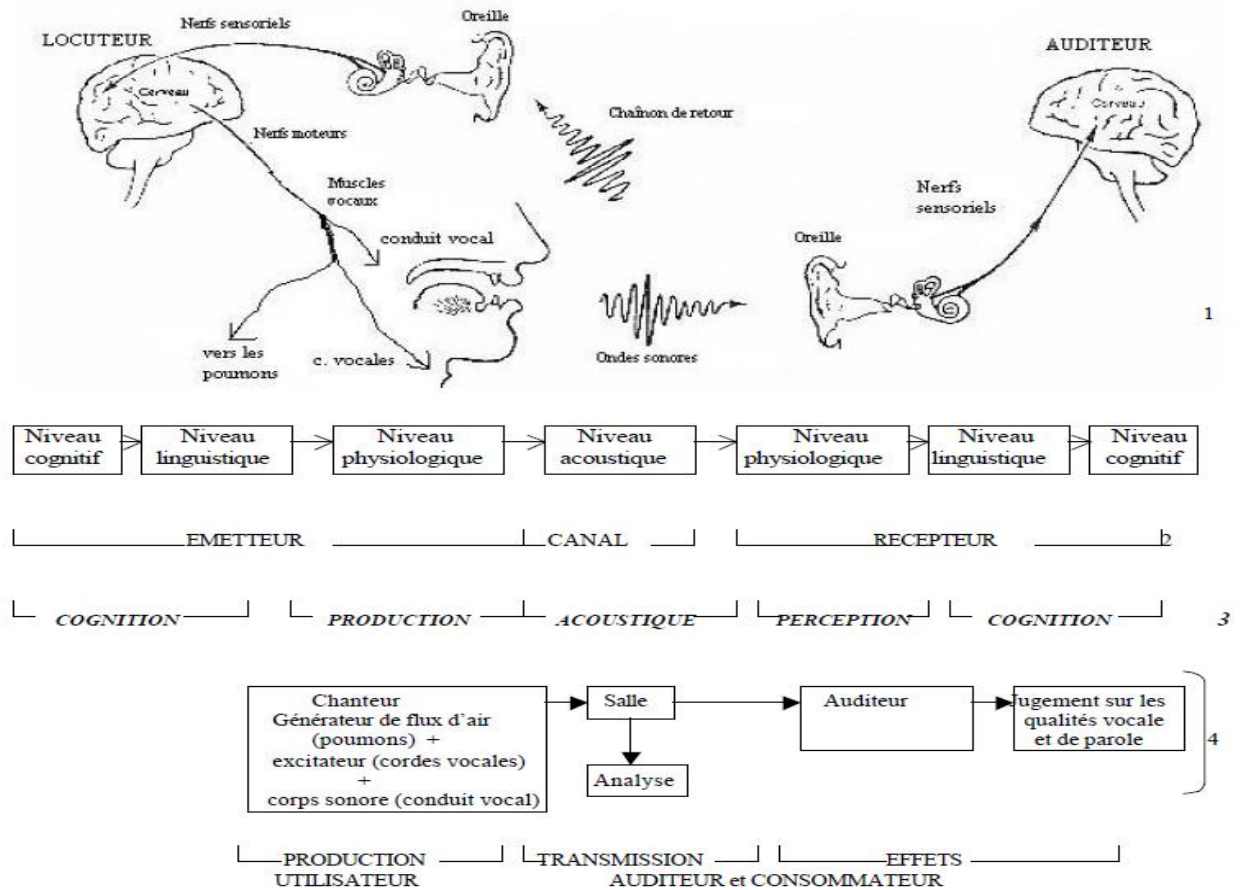 Nerfs sensoriels
Oreille
LOCUTEUR
AUDITEUR
Cerveau
Cerveau
Chaînon de retour
Nerfs moteurs
Muscles
vocaux
Nerfs
sensoriels
conduit vocal
Oreille
1
vers les
poumons
c. vocales
Ondes sonores
Niveau
cognitif
Niveau
linguistique
Niveau
physiologique
Niveau
acoustique
Niveau
physiologique
Niveau
linguistique
Niveau
cognitif
EMETTEUR CANAL RECEPTEUR 2
COGNITION PRODUCTION ACOUSTIQUE PERCEPTION COGNITION 3
Chanteur
Générateur de flux d'air
(poumons) +
excitateur (cordes vocales)
+
corps sonore (conduit vocal)
Salle
Analyse
Auditeur
Jugement sur les
qualités vocale
et de parole
4
PRODUCTION TRANSMISSION EFFETS
UTILISATEUR AUDITEUR et CONSOMMATEUR